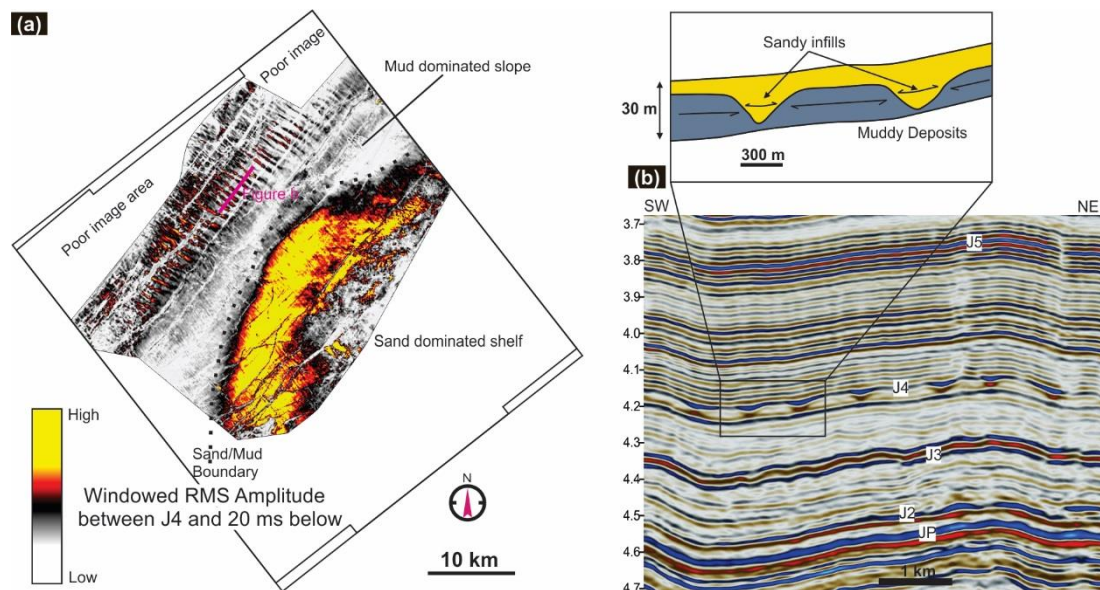 (a)
Poor image
Mud dominated slope
Poor image area
Sand dominated shelf
High
Sand/Mud
Boundary
Windowed RMS Amplitude
between J4 and 20 ms below
Low
N
10 km
Sandy infills
30 m
Muddy Deposits
300 m
(b)
SW
NE
3.7
J5
3.8
3.9
4.0
4.1
J4
4.2
4.3
J3
4.4
J2
4.5
JP
4.6
1 km
4.7